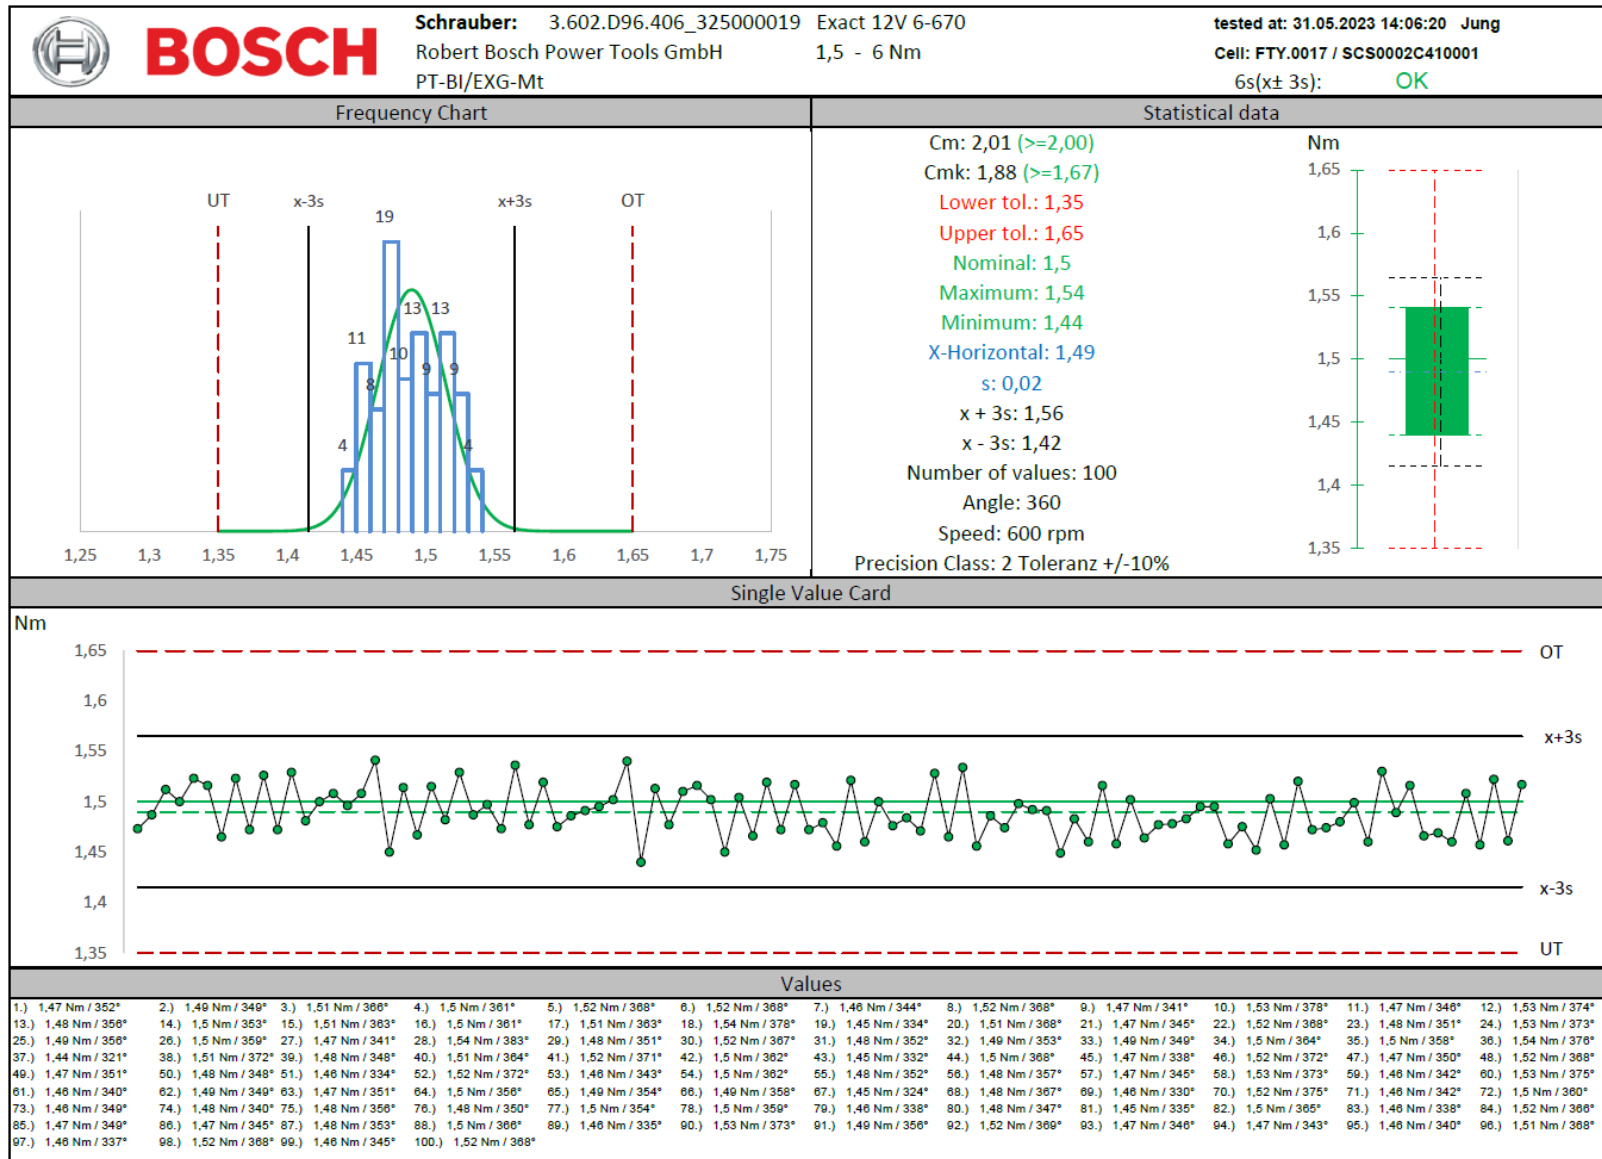 BOSCH
Schrauber: 3.602.D96.406_325000019 Exact 12V 6-670
Robert Bosch Power Tools GmbH 1,5 - 6 Nm
PT-BI/EXG-Mt
tested at: 31.05.2023 14:06:20 Jung
Cell: FTY.0017 / SCS0002C410001
6s(x± 3s): OK
Frequency Chart
UT x-3s x+3s OT
19
13 13
11
10
8 9 9
4 4
1,25 1,3 1,35 1,4 1,45 1,5 1,55 1,6 1,65 1,7 1,75
Statistical data
Cm: 2,01 (>=2,00)
Cmk: 1,88 (>=1,67)
Lower tol.: 1,35
Upper tol.: 1,65
Nominal: 1,5
Maximum: 1,54
Minimum: 1,44
X-Horizontal: 1,49
s: 0,02
x + 3s: 1,56
x - 3s: 1,42
Number of values: 100
Angle: 360
Speed: 600 rpm
Precision Class: 2 Toleranz +/-10%
Nm
1,65
1,6
1,55
1,5
1,45
1,4
1,35
Single Value Card
Nm
1,65 OT
1,6
1,55 x+3s
1,5
1,45
1,4 x-3s
1,35 UT
Values
1.) 1,47 Nm / 352° 2.) 1,49 Nm / 349° 3.) 1,51 Nm / 366° 4.) 1,5 Nm / 361° 5.) 1,52 Nm / 368° 6.) 1,52 Nm / 368° 7.) 1,46 Nm / 344° 8.) 1,52 Nm / 368° 9.) 1,47 Nm / 341° 10.) 1,53 Nm / 378° 11.) 1,47 Nm / 346° 12.) 1,53 Nm / 374°
13.) 1,48 Nm / 356° 14.) 1,5 Nm / 353° 15.) 1,51 Nm / 363° 16.) 1,5 Nm / 361° 17.) 1,51 Nm / 363° 18.) 1,54 Nm / 378° 19.) 1,45 Nm / 334° 20.) 1,51 Nm / 368° 21.) 1,47 Nm / 345° 22.) 1,52 Nm / 368° 23.) 1,48 Nm / 351° 24.) 1,53 Nm / 373°
25.) 1,49 Nm / 356° 26.) 1,5 Nm / 359° 27.) 1,47 Nm / 341° 28.) 1,54 Nm / 383° 29.) 1,48 Nm / 351° 30.) 1,52 Nm / 367° 31.) 1,48 Nm / 352° 32.) 1,49 Nm / 353° 33.) 1,49 Nm / 349° 34.) 1,5 Nm / 364° 35.) 1,5 Nm / 358° 36.) 1,54 Nm / 376°
37.) 1,44 Nm / 321° 38.) 1,51 Nm / 372° 39.) 1,48 Nm / 348° 40.) 1,51 Nm / 364° 41.) 1,52 Nm / 371° 42.) 1,5 Nm / 362° 43.) 1,45 Nm / 332° 44.) 1,5 Nm / 368° 45.) 1,47 Nm / 338° 46.) 1,52 Nm / 372° 47.) 1,47 Nm / 350° 48.) 1,52 Nm / 368°
49.) 1,47 Nm / 351° 50.) 1,48 Nm / 348° 51.) 1,46 Nm / 334° 52.) 1,52 Nm / 372° 53.) 1,46 Nm / 343° 54.) 1,5 Nm / 362° 55.) 1,48 Nm / 352° 56.) 1,48 Nm / 357° 57.) 1,47 Nm / 345° 58.) 1,53 Nm / 373° 59.) 1,46 Nm / 342° 60.) 1,53 Nm / 375°
61.) 1,46 Nm / 340° 62.) 1,49 Nm / 349° 63.) 1,47 Nm / 351° 64.) 1,5 Nm / 356° 65.) 1,49 Nm / 354° 66.) 1,49 Nm / 358° 67.) 1,45 Nm / 324° 68.) 1,48 Nm / 367° 69.) 1,46 Nm / 330° 70.) 1,52 Nm / 375° 71.) 1,46 Nm / 342° 72.) 1,5 Nm / 360°
73.) 1,46 Nm / 349° 74.) 1,48 Nm / 340° 75.) 1,48 Nm / 356° 76.) 1,48 Nm / 350° 77.) 1,5 Nm / 354° 78.) 1,5 Nm / 359° 79.) 1,46 Nm / 338° 80.) 1,48 Nm / 347° 81.) 1,45 Nm / 335° 82.) 1,5 Nm / 365° 83.) 1,46 Nm / 338° 84.) 1,52 Nm / 366°
85.) 1,47 Nm / 349° 86.) 1,47 Nm / 345° 87.) 1,48 Nm / 353° 88.) 1,5 Nm / 366° 89.) 1,46 Nm / 335° 90.) 1,53 Nm / 373° 91.) 1,49 Nm / 356° 92.) 1,52 Nm / 369° 93.) 1,47 Nm / 346° 94.) 1,47 Nm / 343° 95.) 1,46 Nm / 340° 96.) 1,51 Nm / 368°
97.) 1,46 Nm / 337° 98.) 1,52 Nm / 368° 99.) 1,46 Nm / 345° 100.) 1,52 Nm / 368°